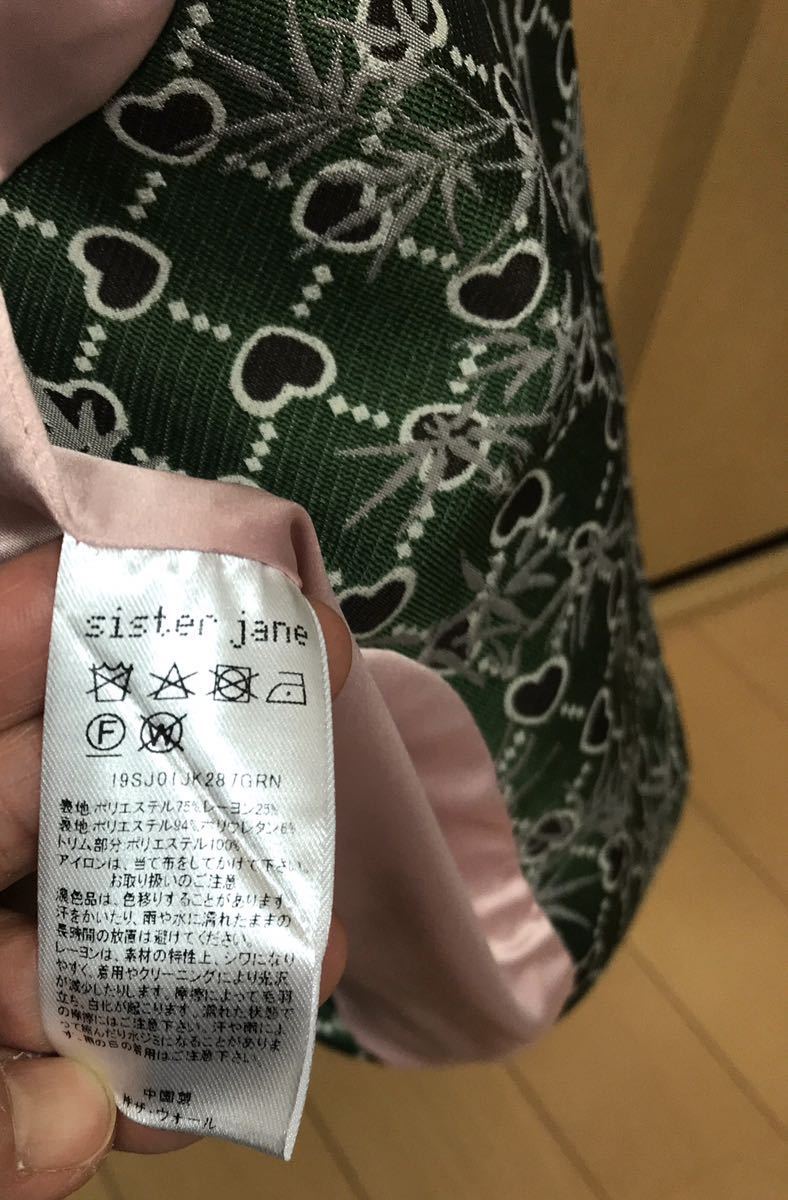 sister jane
F W
19SJ01JK287GRN
表地:ポリエステル75%レーヨン25%
表地:ポリエステル94%ポリウレタン6%
トリム部分:ポリエステル100%
アイロンは、当て布をしてかけて下さい。
お取り扱いのご注意
濃色品は、色移りすることがあります
汗をかいたり、雨や水に濡れたままの
長時間の放置は避けてください。
レーヨンは、素材の特性上、シワになり
やすく、着用やクリーニングにより光沢
が減少したりします。摩擦によって毛羽
立ち、白化が起こります。濡れた状態で
の摩擦にはご注意下さい。汗や雨によ
って縮んだり水ジミになることがありま
す。雨の日の着用はご注意ください。
中国製
㈱ザ・ウォール